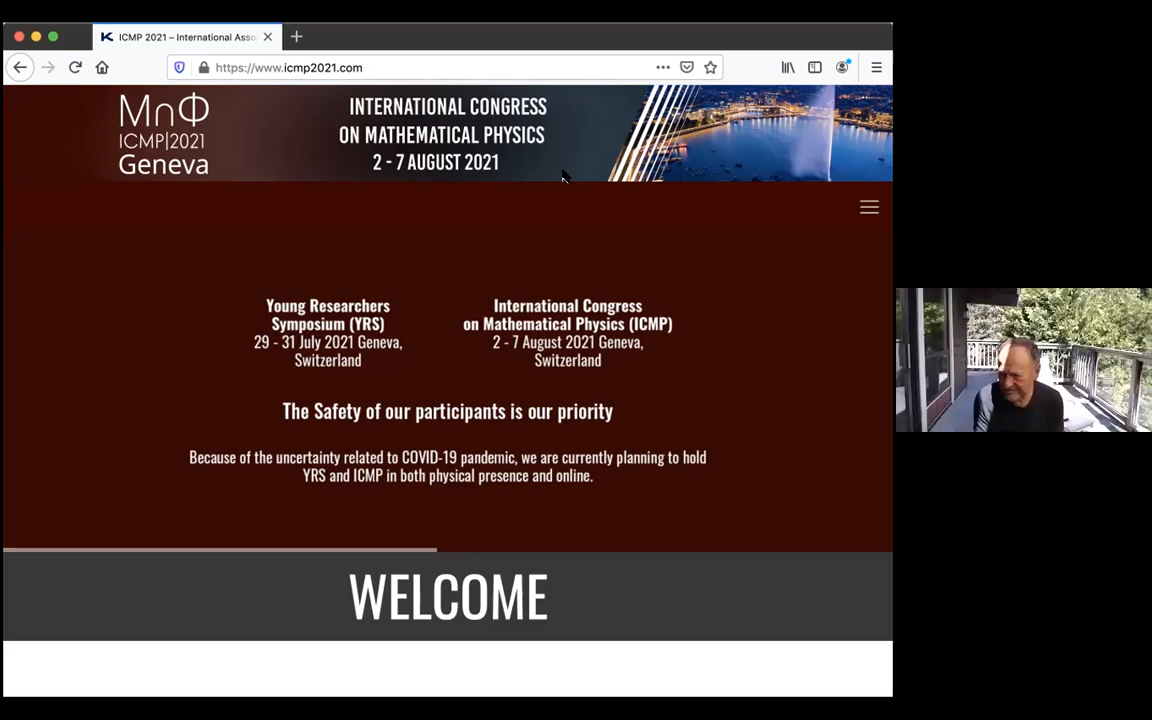 ICMP 2021 – International Asso
https://www.icmp2021.com
MnΦ
ICMP|2021
Geneva
INTERNATIONAL CONGRESS
ON MATHEMATICAL PHYSICS
2 - 7 AUGUST 2021
Young Researchers
Symposium (YRS)
29 - 31 July 2021 Geneva,
Switzerland
International Congress
on Mathematical Physics (ICMP)
2 - 7 August 2021 Geneva,
Switzerland
The Safety of our participants is our priority
Because of the uncertainty related to COVID-19 pandemic, we are currently planning to hold
YRS and ICMP in both physical presence and online.
WELCOME